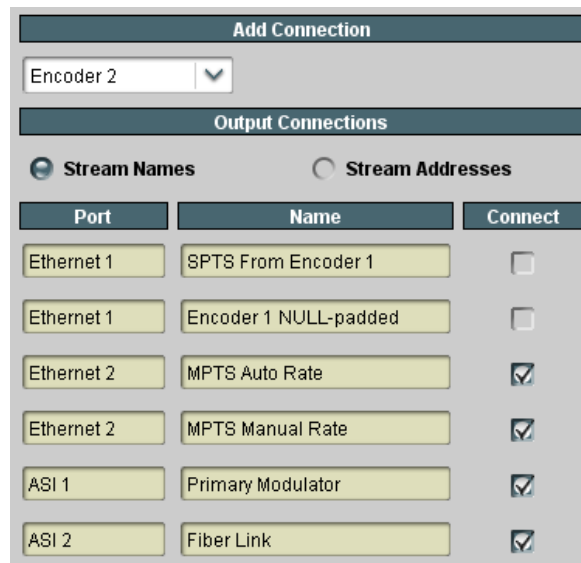 Add Connection
Encoder 2
Output Connections
Stream Names Stream Addresses
Port Name Connect
Ethernet 1 SPTS From Encoder 1
Ethernet 1 Encoder 1 NULL-padded
Ethernet 2 MPTS Auto Rate
Ethernet 2 MPTS Manual Rate
ASI 1 Primary Modulator
ASI 2 Fiber Link